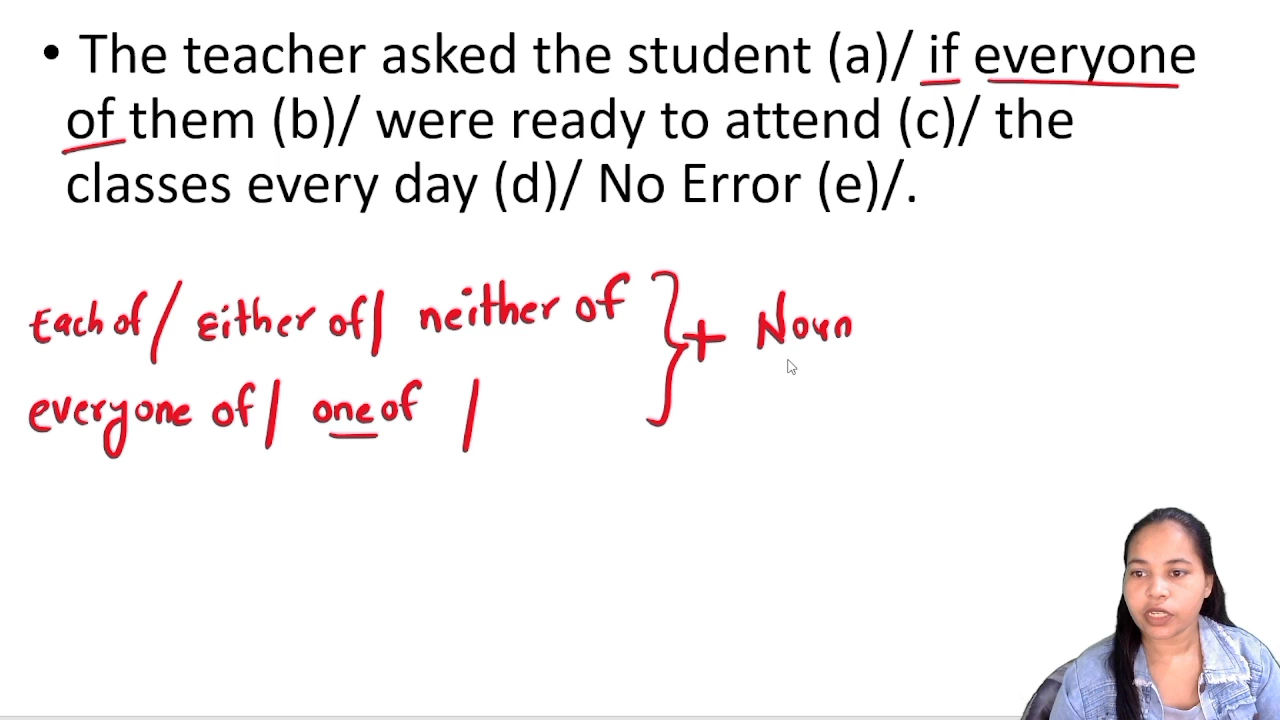 • The teacher asked the student (a)/ if everyone
of them (b)/ were ready to attend (c)/ the
classes every day (d)/ No Error (e)/.
Each of / Either of / neither of } + Noun
everyone of / one of /